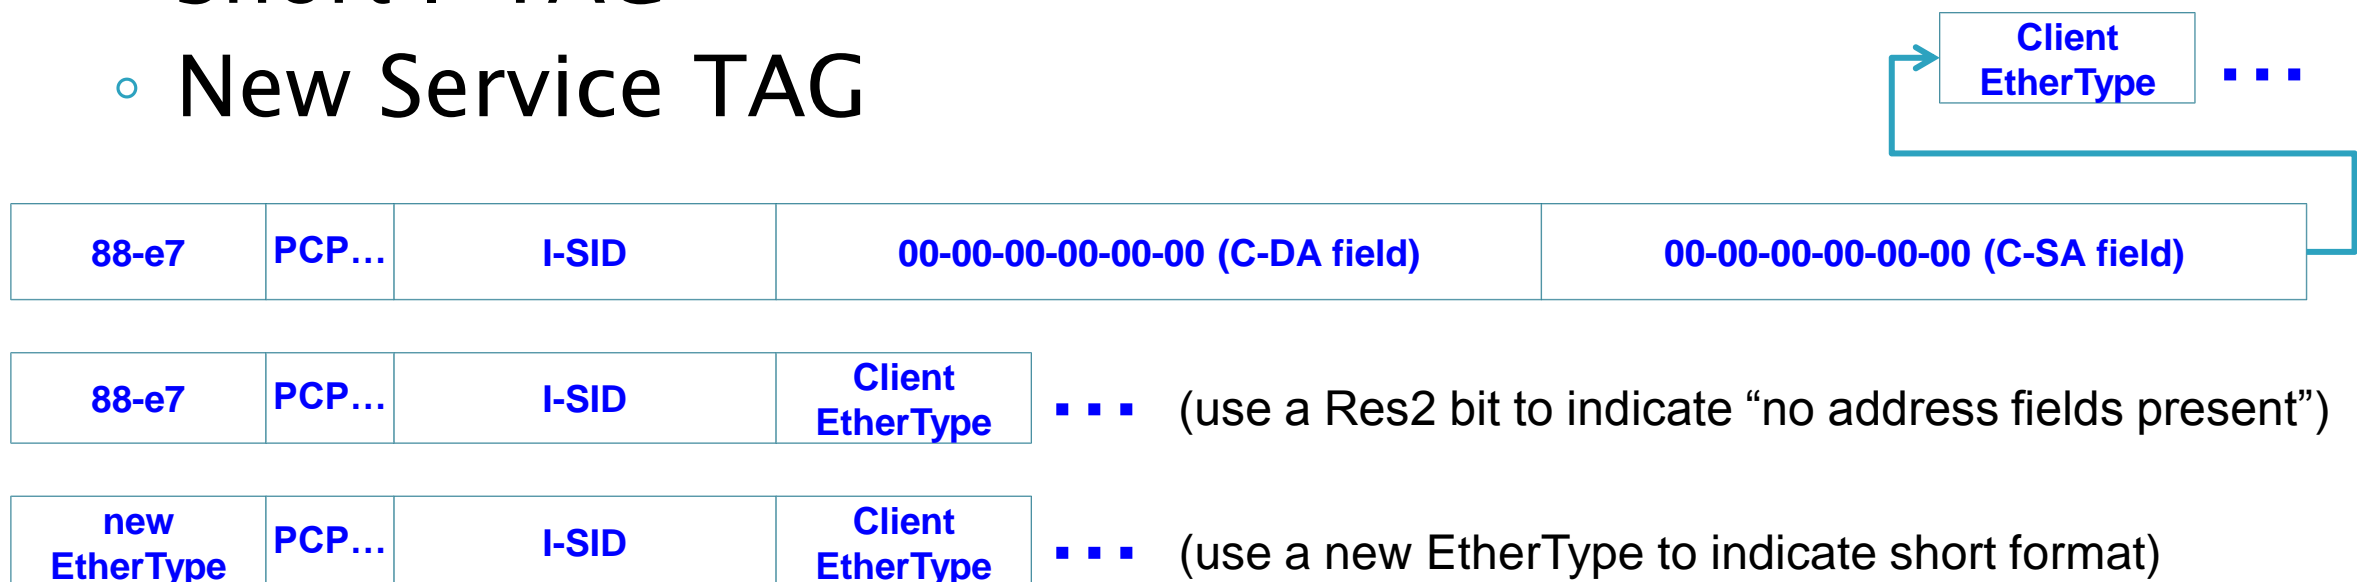 Short I-TAG
◦ New Service TAG
Client
EtherType ...
88-e7 PCP... I-SID 00-00-00-00-00-00 (C-DA field) 00-00-00-00-00-00 (C-SA field)
88-e7 PCP... I-SID Client EtherType ... (use a Res2 bit to indicate “no address fields present”)
new EtherType PCP... I-SID Client EtherType ... (use a new EtherType to indicate short format)